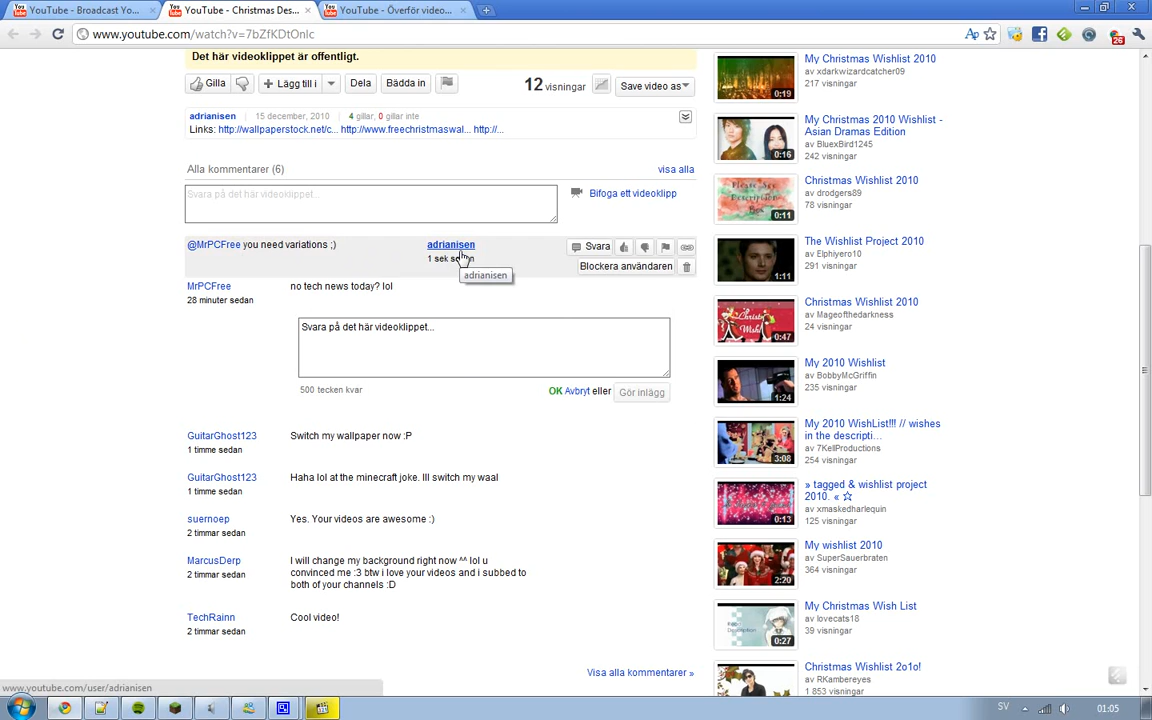 YouTube - Broadcast Yo...
YouTube - Christmas Des...
YouTube - Överför video...
www.youtube.com/watch?v=7bZfKDtOnlc
26
Det här videoklippet är offentligt.
Gilla
Lägg till i
Dela
Bädda in
12 visningar
Save video as
adrianisen
15 december, 2010
4 gillar, 0 gillar inte
Links: http://wallpaperstock.net/c... http://www.freechristmaswal... http://...
Alla kommentarer (6)
visa alla
Svara på det här videoklippet...
Bifoga ett videoklipp
@MrPCFree you need variations ;)
adrianisen
1 sek
Svara
Blockera användaren
adrianisen
MrPCFree
28 minuter sedan
no tech news today? lol
Svara på det här videoklippet...
500 tecken kvar
OK Avbryt eller
Gör inlägg
GuitarGhost123
1 timme sedan
Switch my wallpaper now :P
GuitarGhost123
1 timme sedan
Haha lol at the minecraft joke. Ill switch my waal
suernoep
2 timmar sedan
Yes. Your videos are awesome :)
MarcusDerp
2 timmar sedan
I will change my background right now ^^ lol u
convinced me :3 btw i love your videos and i subbed to
both of your channels :D
TechRainn
2 timmar sedan
Cool video!
Visa alla kommentarer »
0:19
My Christmas 2010 Wishlist
av xdarkwizardcatcher09
217 visningar
0:16
My Christmas 2010 Wishlist -
Asian Dramas Edition
av BluexBird1245
242 visningar
Please See
Description
Box
0:11
Christmas Wishlist 2010
av drodgers89
78 visningar
1:11
The Wishlist Project 2010
av Elphiyero10
291 visningar
0:47
Christmas Wishlist 2010
av Mageofthedarkness
24 visningar
1:24
My 2010 Wishlist
av BobbyMcGriffin
235 visningar
3:08
My 2010 WishList!!! // wishes
in the descripti...
av 7KellProductions
254 visningar
0:13
» tagged & wishlist project
2010. « ☆
av xmaskedharlequin
125 visningar
2:20
My wishlist 2010
av SuperSauerbraten
364 visningar
0:27
My Christmas Wish List
av lovecats18
39 visningar
Christmas Wishlist 2o1o!
av RKambereyes
1 853 visningar
www.youtube.com/user/adrianisen
SV
01:05